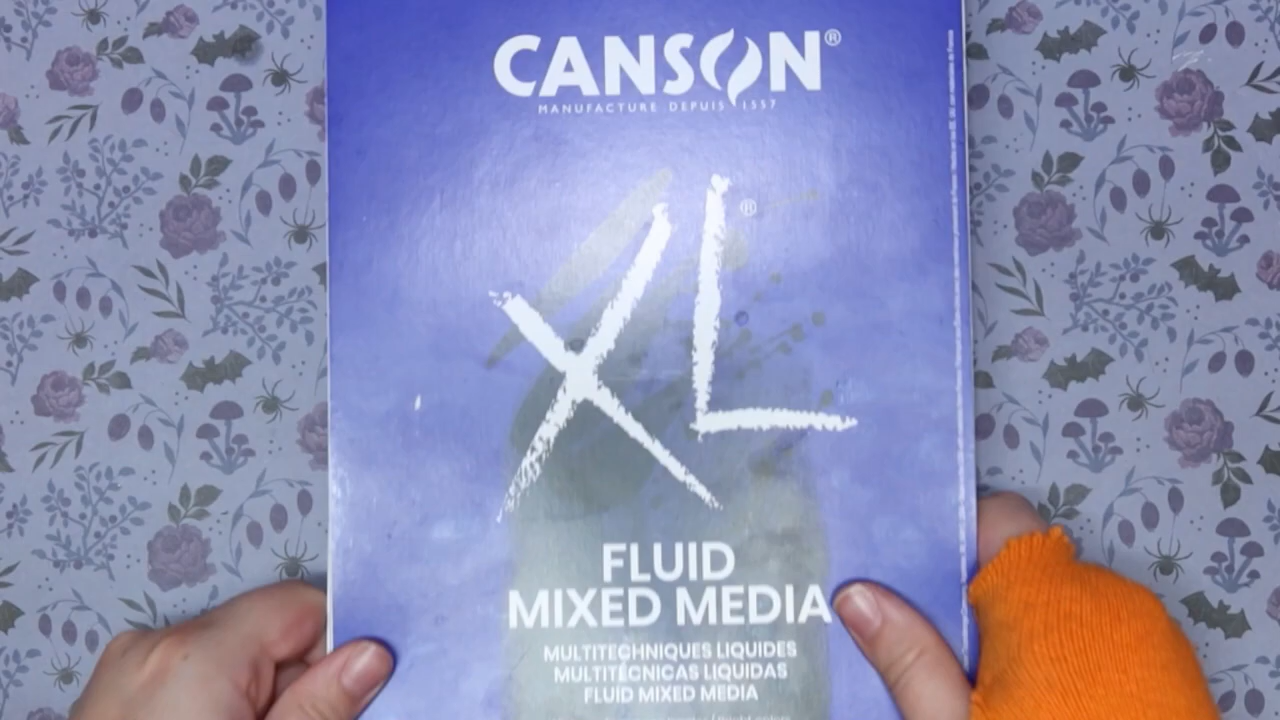 CANSON®
MANUFACTURE DEPUIS 1557
XL®
FLUID
MIXED MEDIA
MULTITECHNIQUES LIQUIDES
MULTITÉCNICAS LIQUIDAS
FLUID MIXED MEDIA